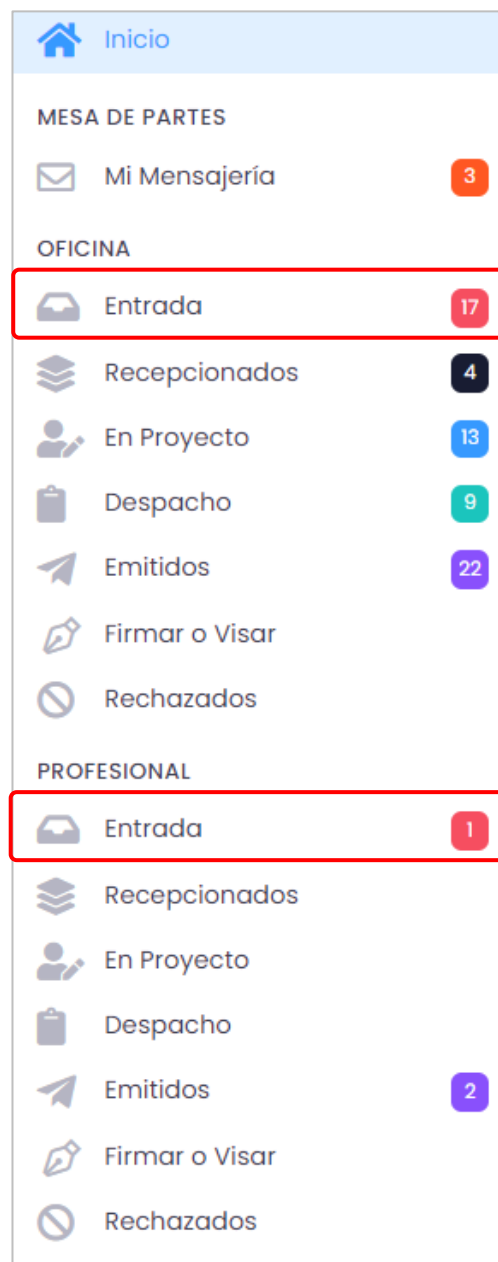 Inicio
MESA DE PARTES
Mi Mensajería 3
OFICINA
Entrada 17
Recepcionados 4
En Proyecto 13
Despacho 9
Emitidos 22
Firmar o Visar
Rechazados
PROFESIONAL
Entrada 1
Recepcionados
En Proyecto
Despacho
Emitidos 2
Firmar o Visar
Rechazados